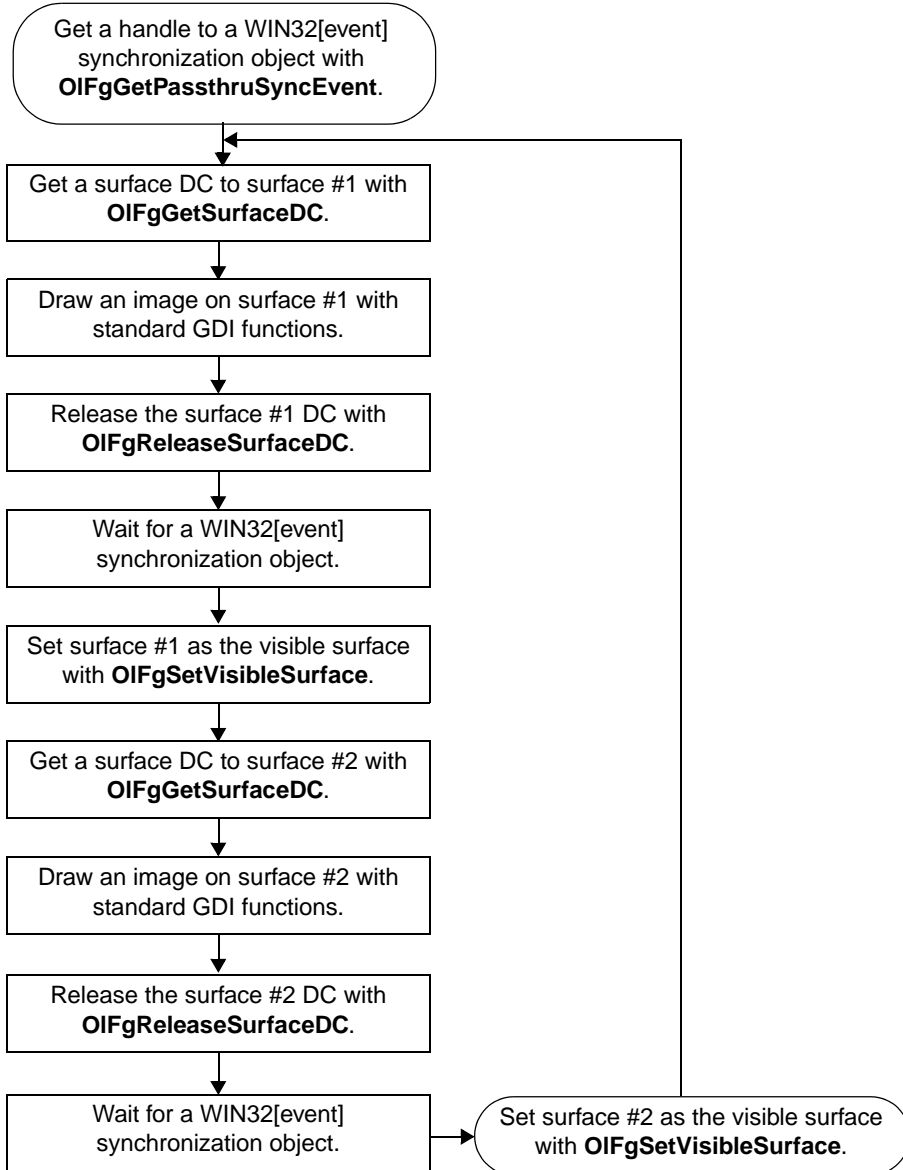 Get a handle to a WIN32[event]
synchronization object with
OlFgGetPassthruSyncEvent.
Get a surface DC to surface #1 with
OlFgGetSurfaceDC.
Draw an image on surface #1 with
standard GDI functions.
Release the surface #1 DC with
OlFgReleaseSurfaceDC.
Wait for a WIN32[event]
synchronization object.
Set surface #1 as the visible surface
with OlFgSetVisibleSurface.
Get a surface DC to surface #2 with
OlFgGetSurfaceDC.
Draw an image on surface #2 with
standard GDI functions.
Release the surface #2 DC with
OlFgReleaseSurfaceDC.
Wait for a WIN32[event]
synchronization object.
Set surface #2 as the visible surface
with OlFgSetVisibleSurface.